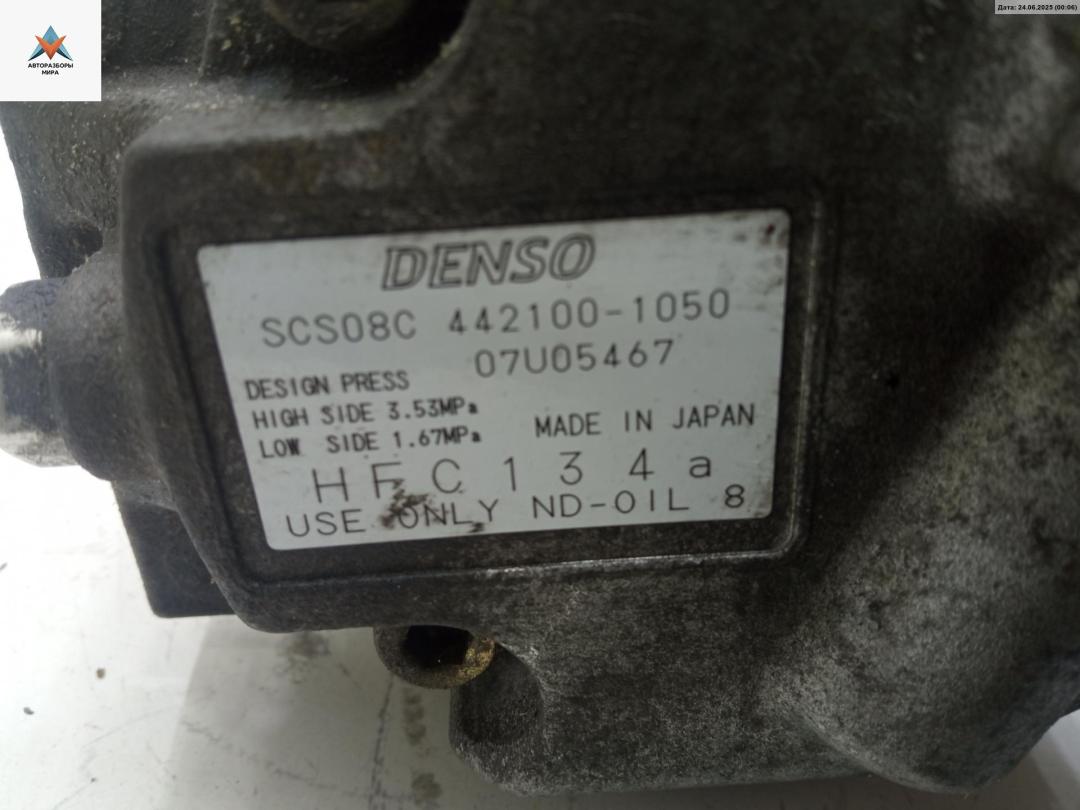 Дата: 24.06.2025 (00:06)
АВТОРАЗБОРЫ
МИРА
DENSO
SCS08C 442100-1050
07U05467
DESIGN PRESS
HIGH SIDE 3.53MPa
LOW SIDE 1.67MPa
MADE IN JAPAN
HFC134a
USE ONLY ND-OIL 8